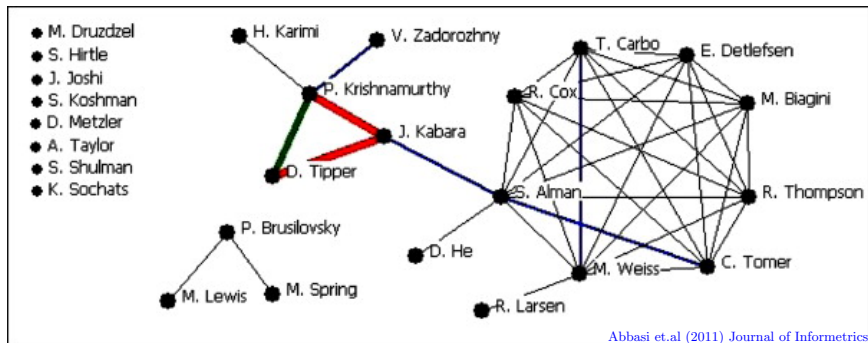 M. Druzdzel
S. Hirtle
J. Joshi
S. Koshman
D. Metzler
A. Taylor
S. Shulman
K. Sochats
H. Karimi
V. Zadorozhny
P. Krishnamurthy
J. Kabara
D. Tipper
P. Brusilovsky
M. Lewis
M. Spring
T. Carbo
E. Detlefsen
R. Cox
M. Biagini
S. Alman
R. Thompson
D. He
M. Weiss
C. Tomer
R. Larsen
Abbasi et.al (2011) Journal of Informetrics